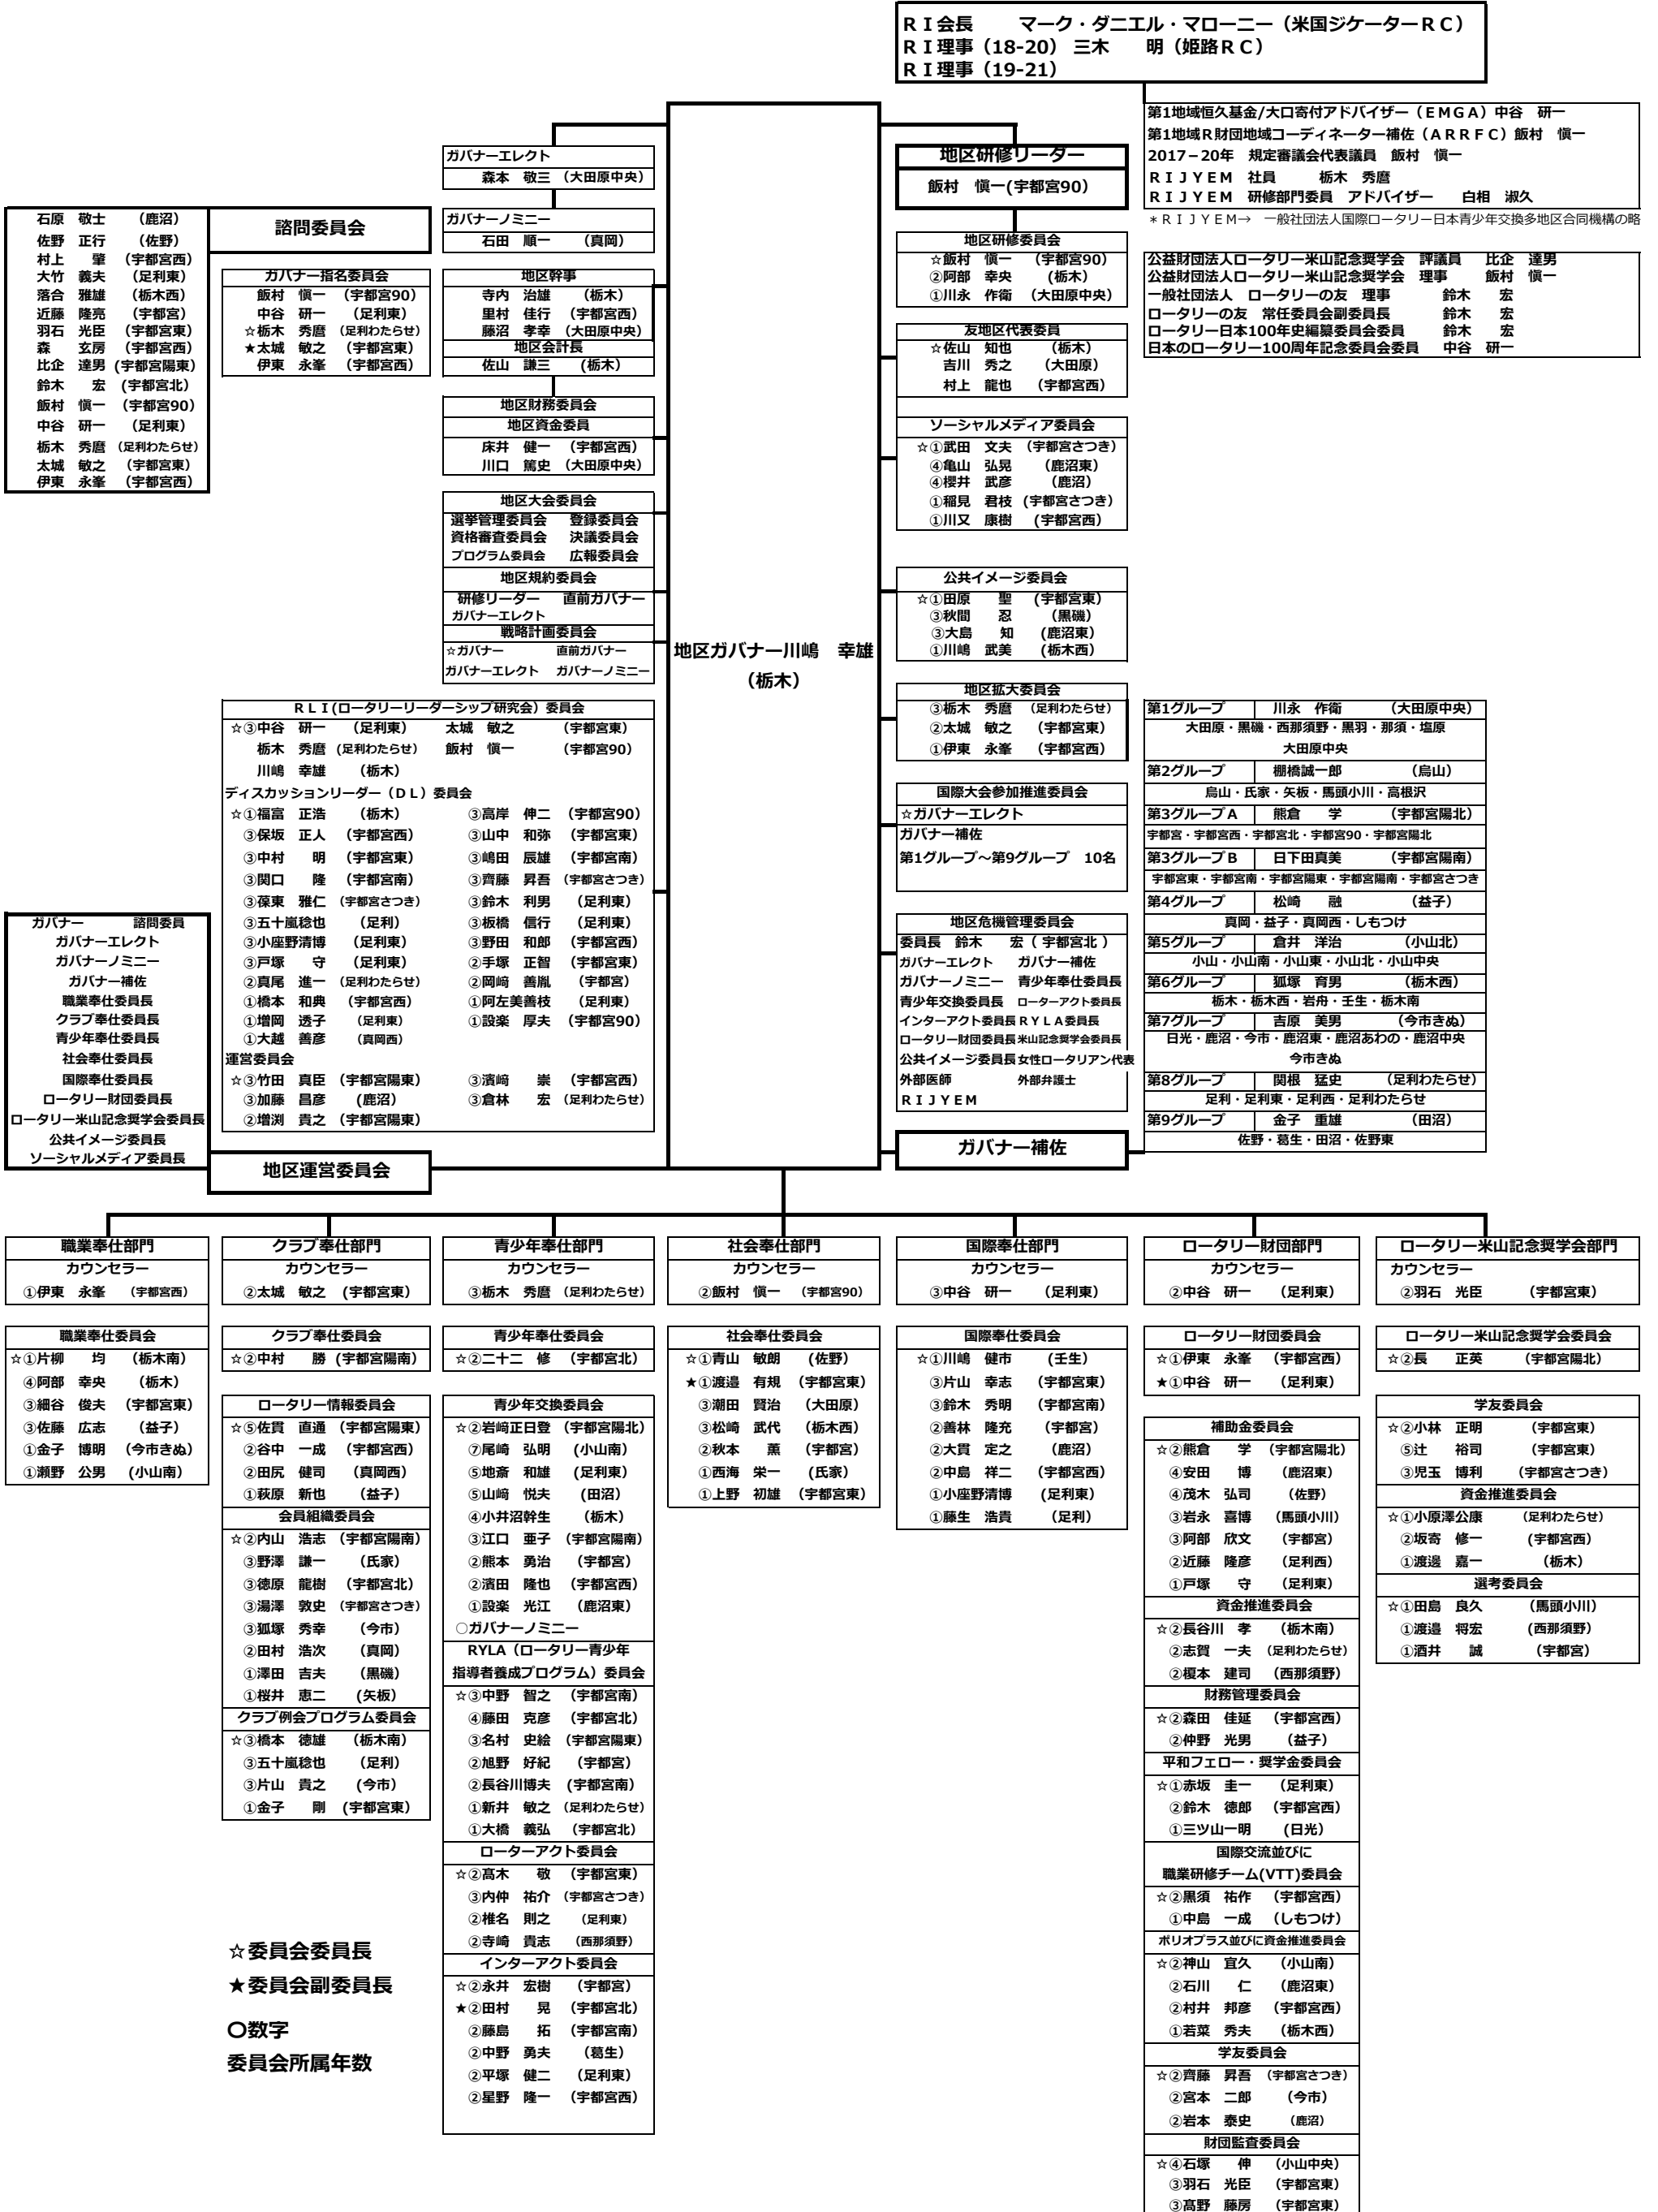 ＲＩ会長　　マーク・ダニエル・マローニー（米国ジケーターＲＣ）
ＲＩ理事（18-20） 三木　　明（姫路ＲＣ）
ＲＩ理事（19-21）
第1地域恒久基金/大口寄付アドバイザー（ＥＭＧＡ）中谷　研一
第1地域Ｒ財団地域コーディネーター補佐（ＡＲＲＦＣ）飯村　愼一
2017－20年　規定審議会代表議員　飯村　愼一
ＲＩＪＹＥＭ　社員　　栃木　秀麿
ＲＩＪＹＥＭ　研修部門委員　アドバイザー　　白相　淑久
＊ＲＩＪＹＥＭ→　一般社団法人国際ロータリー日本青少年交換多地区合同機構の略
公益財団法人ロータリー米山記念奨学会　評議員　比企　達男
公益財団法人ロータリー米山記念奨学会　理事　飯村　愼一
一般社団法人　ロータリーの友　理事　鈴木　宏
ロータリーの友　常任委員会副委員長　鈴木　宏
ロータリー日本100年史編纂委員会委員　鈴木　宏
日本のロータリー100周年記念委員会委員　中谷　研一
地区ガバナー川嶋　幸雄
（栃木）
諮問委員会
石原　敬士　（鹿沼）
佐野　正行　（佐野）
村上　肇　（宇都宮西）
大竹　義夫　（足利東）
落合　雅雄　（栃木西）
近藤　隆亮　（宇都宮）
羽石　光臣　（宇都宮東）
森　玄房　（宇都宮西）
比企　達男　（宇都宮陽東）
鈴木　宏　（宇都宮北）
飯村　愼一　（宇都宮90）
中谷　研一　（足利東）
栃木　秀麿　（足利わたらせ）
太城　敏之　（宇都宮東）
伊東　永峯　（宇都宮西）
ガバナー指名委員会
飯村　愼一　（宇都宮90）
中谷　研一　（足利東）
☆栃木　秀麿　（足利わたらせ）
★太城　敏之　（宇都宮東）
伊東　永峯　（宇都宮西）
ガバナーエレクト
森本　敬三　（大田原中央）
ガバナーノミニー
石田　順一　（真岡）
地区幹事
寺内　治雄　（栃木）
里村　佳行　（宇都宮西）
藤沼　孝幸　（大田原中央）
地区会計長
佐山　謙三　（栃木）
地区財務委員会
地区資金委員
床井　健一　（宇都宮西）
川口　篤史　（大田原中央）
地区大会委員会
選挙管理委員会　登録委員会
資格審査委員会　決議委員会
プログラム委員会　広報委員会
地区規約委員会
研修リーダー　直前ガバナー
ガバナーエレクト
戦略計画委員会
☆ガバナー　直前ガバナー
ガバナーエレクト　ガバナーノミニー
ＲＬＩ(ロータリーリーダーシップ研究会）委員会
☆③中谷　研一　（足利東）　太城　敏之　（宇都宮東）
栃木　秀麿　（足利わたらせ）　飯村　愼一　（宇都宮90）
川嶋　幸雄　（栃木）
ディスカッションリーダー（ＤＬ）委員会
☆①福富　正浩　（栃木）　③高岸　伸二　（宇都宮90）
③保坂　正人　（宇都宮西）　③山中　和弥　（宇都宮東）
③中村　明　（宇都宮東）　③嶋田　辰雄　（宇都宮南）
③関口　隆　（宇都宮南）　③齊藤　昇吾　（宇都宮さつき）
③葆東　雅仁　（宇都宮さつき）　③鈴木　利男　（足利東）
③五十嵐稔也　（足利）　③板橋　信行　（足利東）
③小座野清博　（足利東）　③野田　和郎　（宇都宮西）
③戸塚　守　（足利東）　②手塚　正智　（宇都宮東）
②真尾　進一　（足利わたらせ）　②岡﨑　善胤　（宇都宮）
①橋本　和典　（宇都宮西）　①阿左美善枝　（足利東）
①増岡　透子　（足利東）　①設楽　厚夫　（宇都宮90）
①大越　善彦　（真岡西）
運営委員会
☆③竹田　真臣　（宇都宮陽東）　③濱﨑　崇　（宇都宮西）
③加藤　昌彦　（鹿沼）　③倉林　宏　（足利わたらせ）
②増渕　貴之　（宇都宮陽東）
ガバナー　諮問委員
ガバナーエレクト
ガバナーノミニー
ガバナー補佐
職業奉仕委員長
クラブ奉仕委員長
青少年奉仕委員長
社会奉仕委員長
国際奉仕委員長
ロータリー財団委員長
ロータリー米山記念奨学会委員長
公共イメージ委員長
ソーシャルメディア委員長
地区運営委員会
地区研修リーダー
飯村　愼一(宇都宮90）
地区研修委員会
☆飯村　愼一　（宇都宮90）
②阿部　幸央　（栃木）
①川永　作衛　（大田原中央）
友地区代表委員
☆佐山　知也　（栃木）
吉川　秀之　（大田原）
村上　龍也　（宇都宮西）
ソーシャルメディア委員会
☆①武田　文夫　（宇都宮さつき）
④亀山　弘晃　（鹿沼東）
④櫻井　武彦　（鹿沼）
①稲見　君枝　（宇都宮さつき）
①川又　康樹　（宇都宮西）
公共イメージ委員会
☆①田原　聖　（宇都宮東）
③秋間　忍　（黒磯）
③大島　知　（鹿沼東）
①川嶋　武美　（栃木西）
地区拡大委員会
③栃木　秀麿　（足利わたらせ）
②太城　敏之　（宇都宮東）
①伊東　永峯　（宇都宮西）
国際大会参加推進委員会
☆ガバナーエレクト
ガバナー補佐
第1グループ～第9グループ　10名
地区危機管理委員会
委員長　鈴木　宏（ 宇都宮北 ）
ガバナーエレクト　ガバナー補佐
ガバナーノミニー　青少年奉仕委員長
青少年交換委員長　ローターアクト委員長
インターアクト委員長 ＲＹＬＡ委員長
ロータリー財団委員長 米山記念奨学会委員長
公共イメージ委員長 女性ロータリアン代表
外部医師　外部弁護士
ＲＩＪＹＥＭ
ガバナー補佐
第1グループ　川永　作衛　（大田原中央）
大田原・黒磯・西那須野・黒羽・那須・塩原
大田原中央
第2グループ　棚橋誠一郎　（烏山）
烏山・氏家・矢板・馬頭小川・高根沢
第3グループＡ　熊倉　学　（宇都宮陽北）
宇都宮・宇都宮西・宇都宮北・宇都宮90・宇都宮陽北
第3グループＢ　日下田真美　（宇都宮陽南）
宇都宮東・宇都宮南・宇都宮陽東・宇都宮陽南・宇都宮さつき
第4グループ　松崎　融　（益子）
真岡・益子・真岡西・しもつけ
第5グループ　倉井　洋治　（小山北）
小山・小山南・小山東・小山北・小山中央
第6グループ　狐塚　育男　（栃木西）
栃木・栃木西・岩舟・壬生・栃木南
第7グループ　吉原　美男　（今市きぬ）
日光・鹿沼・今市・鹿沼東・鹿沼あわの・鹿沼中央
今市きぬ
第8グループ　関根　猛史　（足利わたらせ）
足利・足利東・足利西・足利わたらせ
第9グループ　金子　重雄　（田沼）
佐野・葛生・田沼・佐野東
職業奉仕部門
カウンセラー
①伊東　永峯　（宇都宮西）
職業奉仕委員会
☆①片柳　均　（栃木南）
④阿部　幸央　（栃木）
③細谷　俊夫　（宇都宮東）
③佐藤　広志　（益子）
①金子　博明　（今市きぬ）
①瀬野　公男　（小山南）
クラブ奉仕部門
カウンセラー
②太城　敏之　（宇都宮東）
クラブ奉仕委員会
☆②中村　勝　（宇都宮陽南）
ロータリー情報委員会
☆⑤佐貫　直通　（宇都宮陽東）
②谷中　一成　（宇都宮西）
②田尻　健司　（真岡西）
①萩原　新也　（益子）
会員組織委員会
☆②内山　浩志　（宇都宮陽南）
③野澤　謙一　（氏家）
③徳原　龍樹　（宇都宮北）
③湯澤　敦史　（宇都宮さつき）
③狐塚　秀幸　（今市）
②田村　浩次　（真岡）
①澤田　吉夫　（黒磯）
①桜井　恵二　（矢板）
クラブ例会プログラム委員会
☆③橋本　徳雄　（栃木南）
③五十嵐稔也　（足利）
③片山　貴之　（今市）
①金子　剛　（宇都宮東）
☆委員会委員長
★委員会副委員長
〇数字
委員会所属年数
青少年奉仕部門
カウンセラー
③栃木　秀麿　（足利わたらせ）
青少年奉仕委員会
☆②二十二　修　（宇都宮北）
青少年交換委員会
☆②岩﨑正日登　（宇都宮陽北）
⑦尾崎　弘明　（小山南）
⑤地斎　和雄　（足利東）
⑤山﨑　悦夫　（田沼）
④小井沼幹生　（栃木）
③江口　亜子　（宇都宮陽南）
②熊本　勇治　（宇都宮）
②濱田　隆也　（宇都宮西）
①設楽　光江　（鹿沼東）
○ガバナーノミニー
RYLA（ロータリー青少年
指導者養成プログラム）委員会
☆③中野　智之　（宇都宮南）
④藤田　克彦　（宇都宮北）
③名村　史絵　（宇都宮陽東）
②旭野　好紀　（宇都宮）
②長谷川博夫　（宇都宮南）
①新井　敏之　（足利わたらせ）
①大橋　義弘　（宇都宮北）
ローターアクト委員会
☆②髙木　敬　（宇都宮東）
③内仲　祐介　（宇都宮さつき）
②椎名　則之　（足利東）
②寺崎　貴志　（西那須野）
インターアクト委員会
☆②永井　宏樹　（宇都宮）
★②田村　晃　（宇都宮北）
②藤島　拓　（宇都宮南）
②中野　勇夫　（葛生）
②平塚　健二　（足利東）
②星野　隆一　（宇都宮西）
社会奉仕部門
カウンセラー
②飯村　愼一　（宇都宮90）
社会奉仕委員会
☆①青山　敏朗　（佐野）
★①渡邉　有規　（宇都宮東）
③潮田　賢治　（大田原）
③松崎　武代　（栃木西）
②秋本　薫　（宇都宮）
①西海　栄一　（氏家）
①上野　初雄　（宇都宮東）
国際奉仕部門
カウンセラー
③中谷　研一　（足利東）
国際奉仕委員会
☆①川嶋　健市　（壬生）
③片山　幸志　（宇都宮東）
③鈴木　秀明　（宇都宮南）
②善林　隆充　（宇都宮）
②大貫　定之　（鹿沼）
②中島　祥二　（宇都宮西）
①小座野清博　（足利東）
①藤生　浩貴　（足利）
ロータリー財団部門
カウンセラー
②中谷　研一　（足利東）
ロータリー財団委員会
☆①伊東　永峯　（宇都宮西）
★①中谷　研一　（足利東）
補助金委員会
☆②熊倉　学　（宇都宮陽北）
④安田　博　（鹿沼東）
④茂木　弘司　（佐野）
③岩永　喜博　（馬頭小川）
③阿部　欣文　（宇都宮）
②近藤　隆彦　（足利西）
①戸塚　守　（足利東）
資金推進委員会
☆②長谷川　孝　（栃木南）
②志賀　一夫　（足利わたらせ）
②榎本　建司　（西那須野）
財務管理委員会
☆②森田　佳延　（宇都宮西）
②仲野　光男　（益子）
平和フェロー・奨学金委員会
☆①赤坂　圭一　（足利東）
②鈴木　徳郎　（宇都宮西）
①三ツ山一明　（日光）
国際交流並びに
職業研修チーム(VTT)委員会
☆②黒須　祐作　（宇都宮西）
①中島　一成　（しもつけ）
ポリオプラス並びに資金推進委員会
☆②神山　宜久　（小山南）
②石川　仁　（鹿沼東）
②村井　邦彦　（宇都宮西）
①若菜　秀夫　（栃木西）
学友委員会
☆②齊藤　昇吾　（宇都宮さつき）
②宮本　二郎　（今市）
②岩本　泰史　（鹿沼）
財団監査委員会
☆④石塚　伸　（小山中央）
③羽石　光臣　（宇都宮東）
③髙野　藤房　（宇都宮東）
ロータリー米山記念奨学会部門
カウンセラー
②羽石　光臣　（宇都宮東）
ロータリー米山記念奨学会委員会
☆②長　正英　（宇都宮陽北）
学友委員会
☆②小林　正明　（宇都宮東）
⑤辻　裕司　（宇都宮東）
③児玉　博利　（宇都宮さつき）
資金推進委員会
☆①小原澤公康　（足利わたらせ）
②坂寄　修一　（宇都宮西）
①渡邊　嘉一　（栃木）
選考委員会
☆①田島　良久　（馬頭小川）
①渡邉　将宏　（西那須野）
①酒井　誠　（宇都宮）